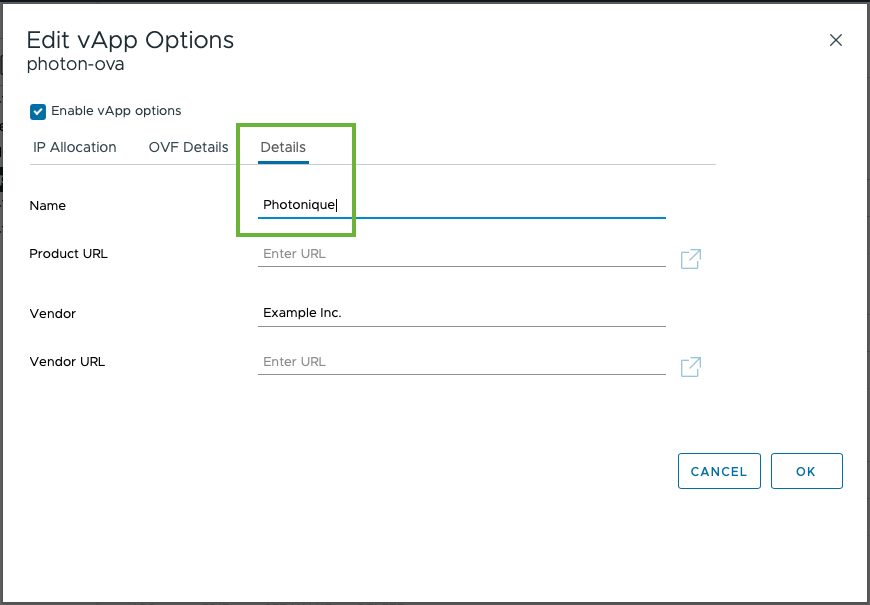 Edit vApp Options
photon-ova
Enable vApp options
IP Allocation OVF Details Details
Name Photonique
Product URL Enter URL
Vendor Example Inc.
Vendor URL Enter URL
CANCEL OK